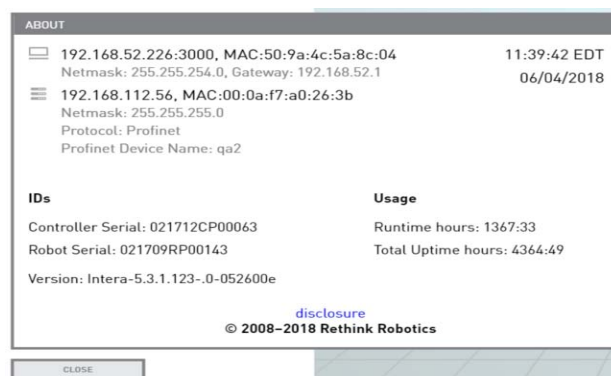 ABOUT
192.168.52.226:3000, MAC:50:9a:4c:5a:8c:04
11:39:42 EDT
Netmask: 255.255.254.0, Gateway: 192.168.52.1
06/04/2018
192.168.112.56, MAC:00:0a:f7:a0:26:3b
Netmask: 255.255.255.0
Protocol: Profinet
Profinet Device Name: qa2
IDs
Usage
Controller Serial: 021712CP00063
Runtime hours: 1367:33
Robot Serial: 021709RP00143
Total Uptime hours: 4364:49
Version: Intera-5.3.1.123-.0-052600e
disclosure
© 2008–2018 Rethink Robotics
CLOSE